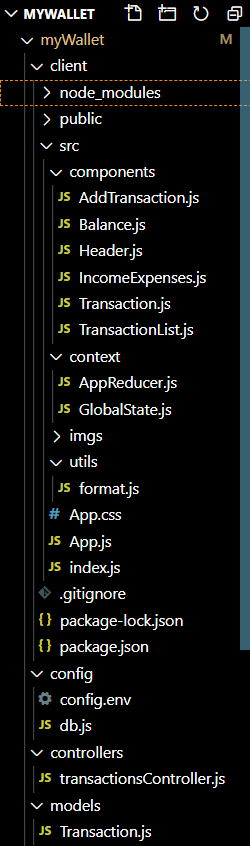 MYWALLET
myWallet M
client
node_modules
public
src
components
JS AddTransaction.js
JS Balance.js
JS Header.js
JS IncomeExpenses.js
JS Transaction.js
JS TransactionList.js
context
JS AppReducer.js
JS GlobalState.js
imgs
utils
JS format.js
# App.css
JS App.js
JS index.js
.gitignore
{} package-lock.json
{} package.json
config
config.env
JS db.js
controllers
JS transactionsController.js
models
JS Transaction.js